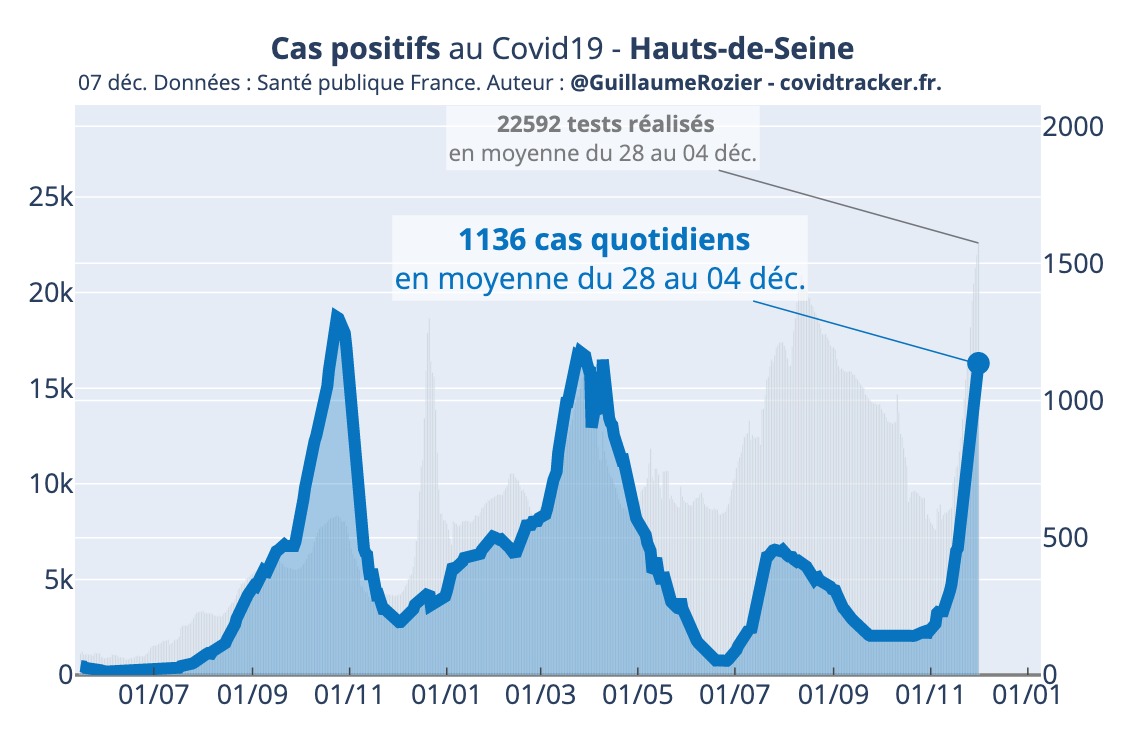 Cas positifs au Covid19 - Hauts-de-Seine
07 déc. Données : Santé publique France. Auteur : @GuillaumeRozier - covidtracker.fr.
22592 tests réalisés
en moyenne du 28 au 04 déc.
1136 cas quotidiens
en moyenne du 28 au 04 déc.
25k
20k
15k
10k
5k
0
2000
1500
1000
500
0
01/07 01/09 01/11 01/01 01/03 01/05 01/07 01/09 01/11 01/01